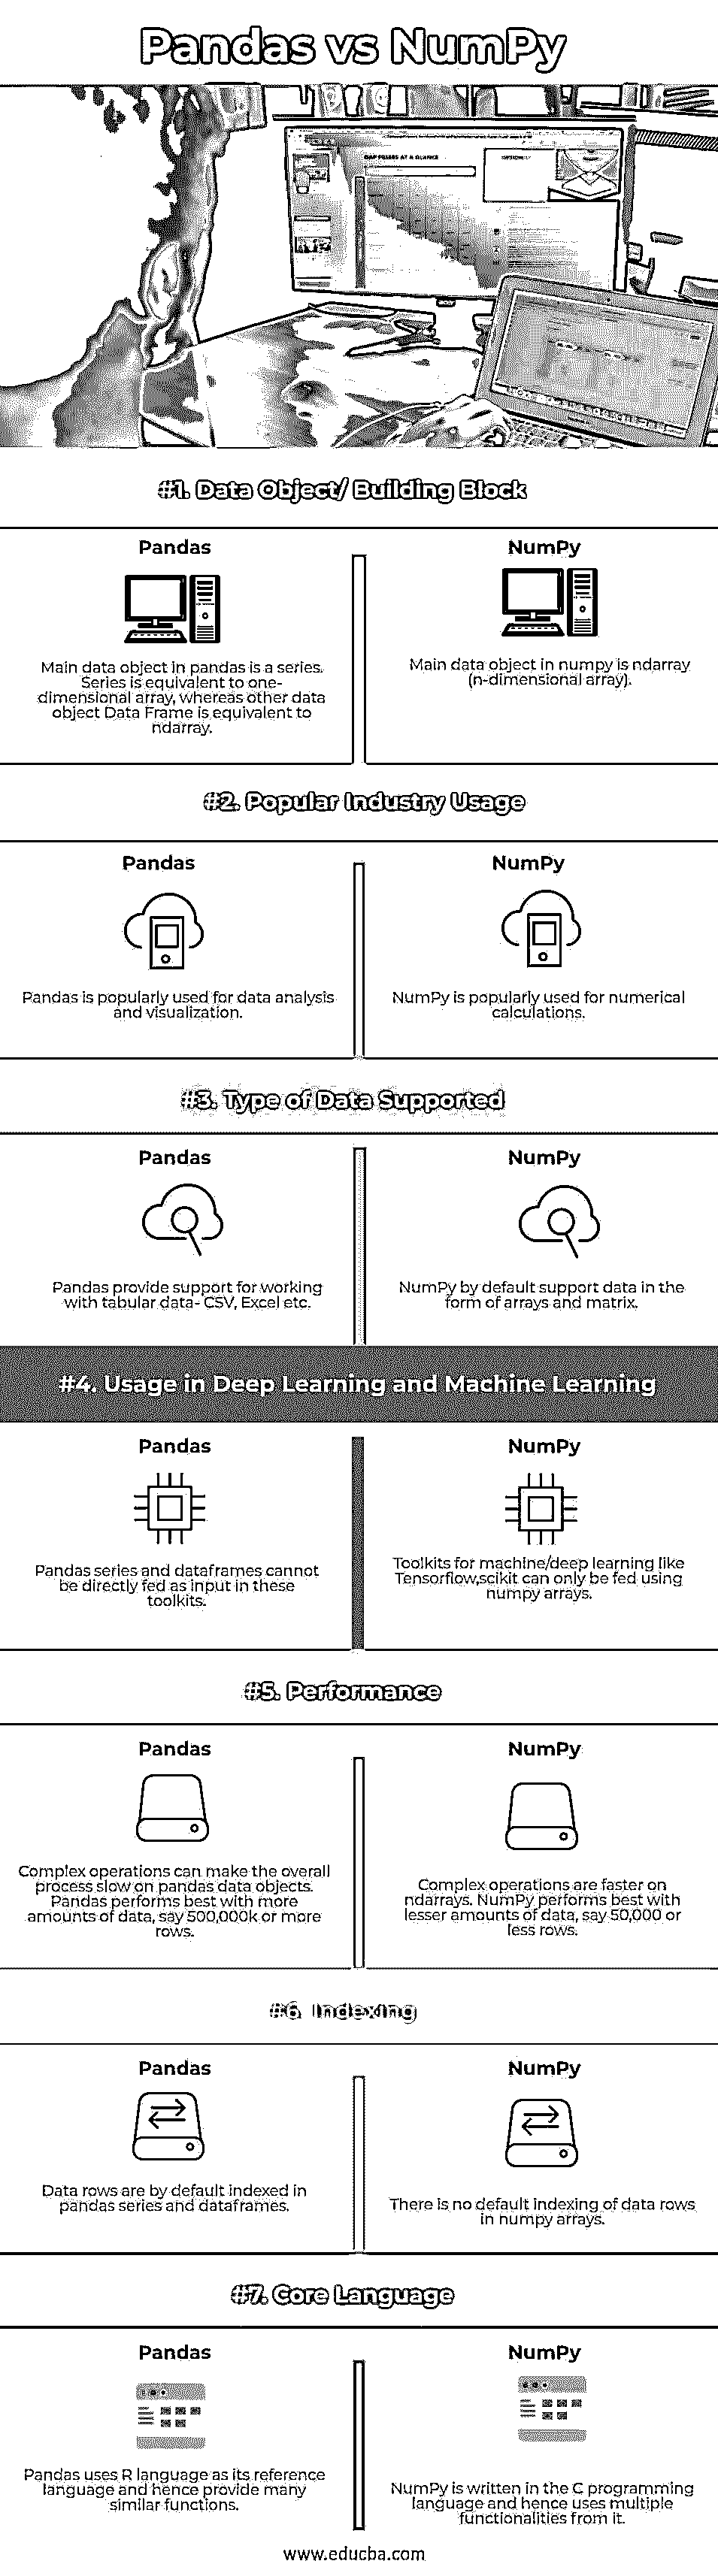 Pandas vs NumPy
MAP PULSES AT A GLANCE
#1. Data Object/ Building Block
Pandas
Main data object in pandas is a series.
Series is equivalent to one-
dimensional array, whereas other data
object Data Frame is equivalent to
ndarray.
NumPy
Main data object in numpy is ndarray
(n-dimensional array).
#2. Popular Industry Usage
Pandas
Pandas is popularly used for data analysis
and visualization.
NumPy
NumPy is popularly used for numerical
calculations.
#3. Type of Data Supported
Pandas
Pandas provide support for working
with tabular data- CSV, Excel etc.
NumPy
NumPy by default support data in the
form of arrays and matrix.
#4. Usage in Deep Learning and Machine Learning
Pandas
Pandas series and dataframes cannot
be directly fed as input in these
toolkits.
NumPy
Toolkits for machine/deep learning like
Tensorflow,scikit can only be fed using
numpy arrays.
#5. Performance
Pandas
Complex operations can make the overall
process slow on pandas data objects.
Pandas performs best with more
amounts of data, say 500,000k or more
rows.
NumPy
Complex operations are faster on
ndarrays. NumPy performs best with
lesser amounts of data, say 50,000 or
less rows.
#6. Indexing
Pandas
Data rows are by default indexed in
pandas series and dataframes.
NumPy
There is no default indexing of data rows
in numpy arrays.
#7. Core Language
Pandas
Pandas uses R language as its reference
language and hence provide many
similar functions.
NumPy
NumPy is written in the C programming
language and hence uses multiple
functionalities from it.
www.educba.com